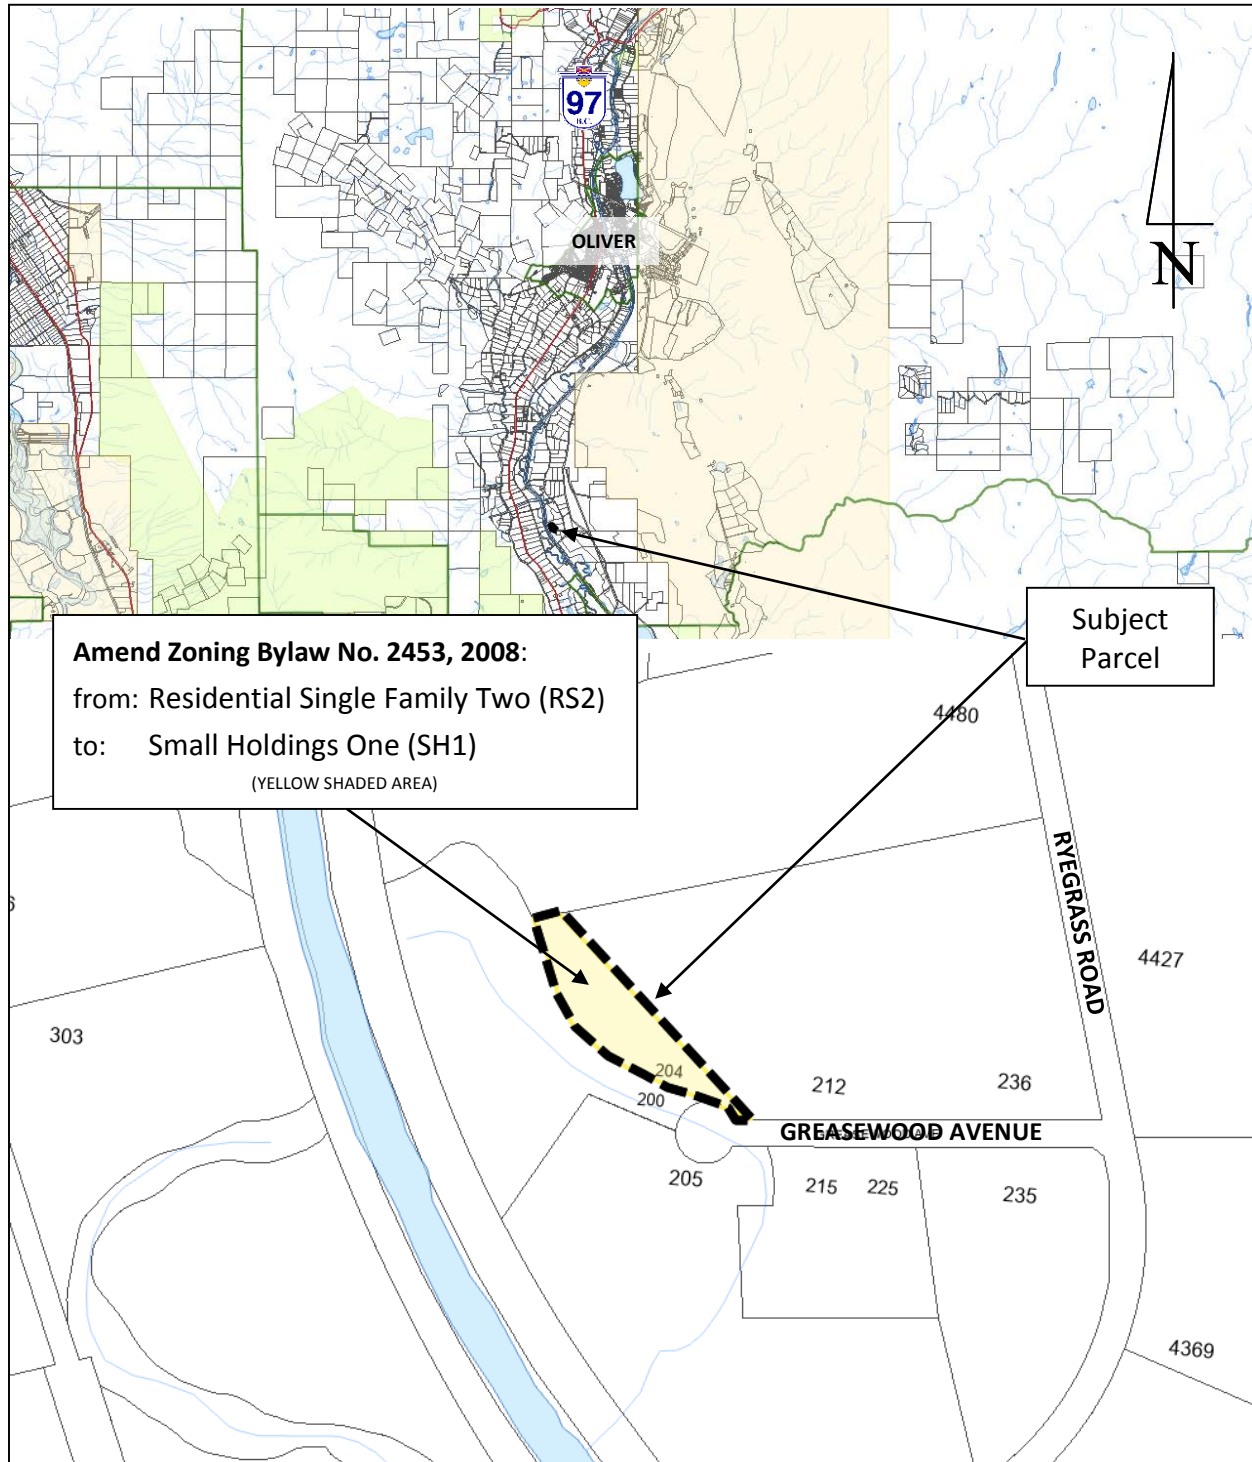 97
B.C.
OLIVER
N
Subject
Parcel
Amend Zoning Bylaw No. 2453, 2008:
from: Residential Single Family Two (RS2)
to: Small Holdings One (SH1)
(YELLOW SHADED AREA)
4480
RYEGRASS ROAD
4427
303
204
200
212
236
GREASEWOOD AVENUE
GREASEWOOD AVE
205
215
225
235
4369